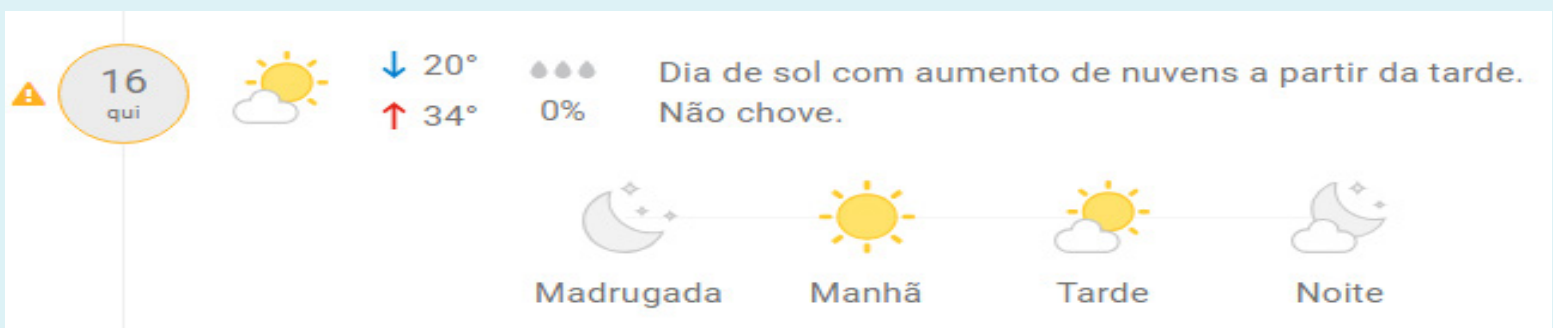 16
qui
20°
34°
0%
Dia de sol com aumento de nuvens a partir da tarde.
Não chove.
Madrugada Manhã Tarde Noite